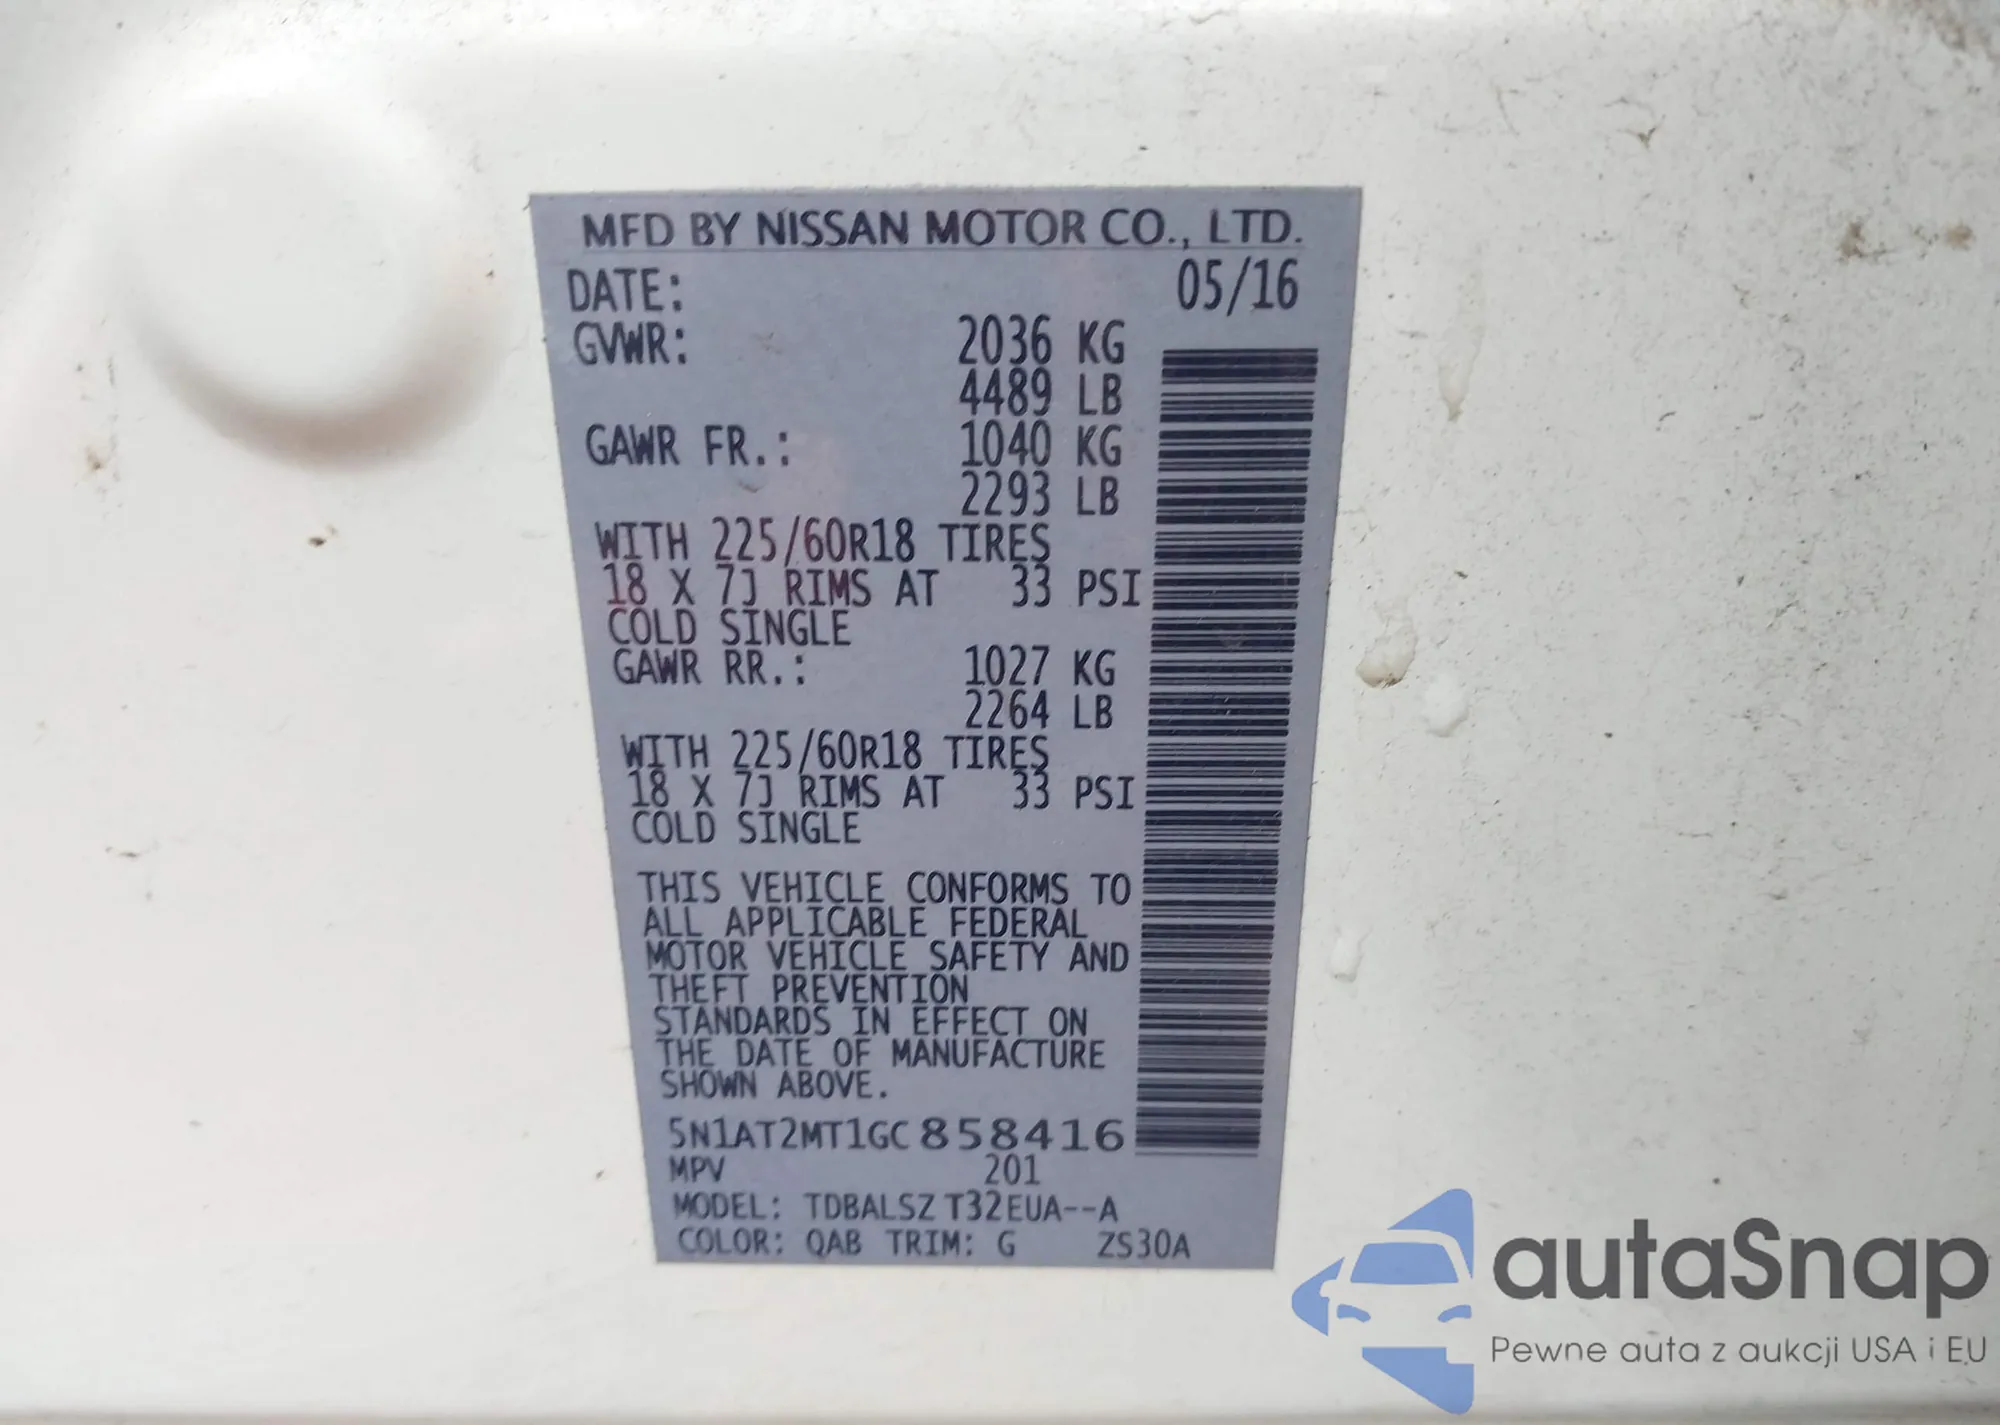 MFD BY NISSAN MOTOR CO., LTD.
DATE: 05/16
GVWR: 2036 KG
4489 LB
GAWR FR.: 1040 KG
2293 LB
WITH 225/60R18 TIRES
18 X 7J RIMS AT 33 PSI
COLD SINGLE
GAWR RR.: 1027 KG
2264 LB
WITH 225/60R18 TIRES
18 X 7J RIMS AT 33 PSI
COLD SINGLE
THIS VEHICLE CONFORMS TO
ALL APPLICABLE FEDERAL
MOTOR VEHICLE SAFETY AND
THEFT PREVENTION
STANDARDS IN EFFECT ON
THE DATE OF MANUFACTURE
SHOWN ABOVE.
5N1AT2MT1GC858416
MPV 201
MODEL: TDBALSZ T32EUA--A
COLOR: QAB TRIM: G ZS30A
autaSnap
Pewne auta z aukcji USA i EU